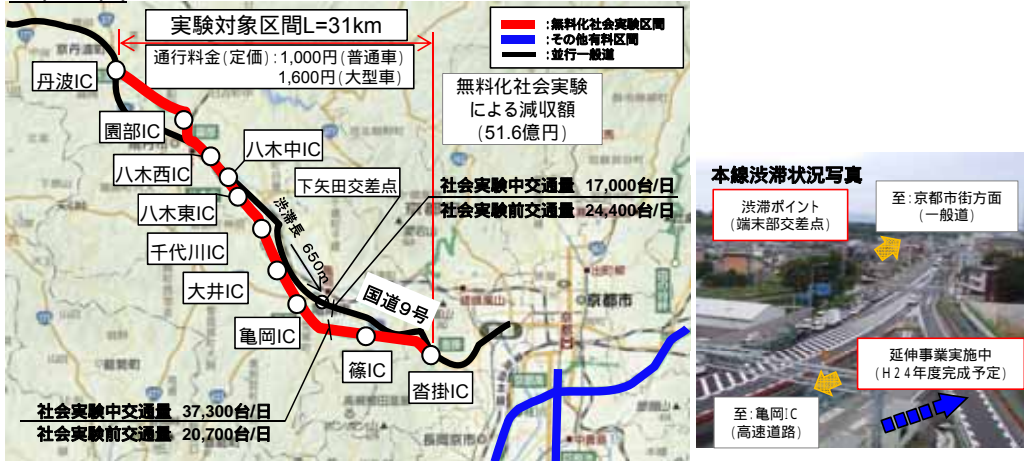 実験対象区間L=31km
通行料金(定価):1,000円(普通車)
1,600円(大型車)
:無料化社会実験区間
:その他有料区間
:並行一般道
無料化社会実験
による減収額
(51.6億円)
京丹波町
丹波IC
園部IC
八木中IC
八木西IC
八木東IC
下矢田交差点
渋滞長 650m
社会実験中交通量 17,000台/日
社会実験前交通量 24,400台/日
千代川IC
大井IC
亀岡IC
国道9号
篠IC
沓掛IC
京都市
長岡京市
社会実験中交通量 37,300台/日
社会実験前交通量 20,700台/日
本線渋滞状況写真
渋滞ポイント
(端末部交差点)
至:京都市街方面
(一般道)
延伸事業実施中
(H24年度完成予定)
至:亀岡IC
(高速道路)